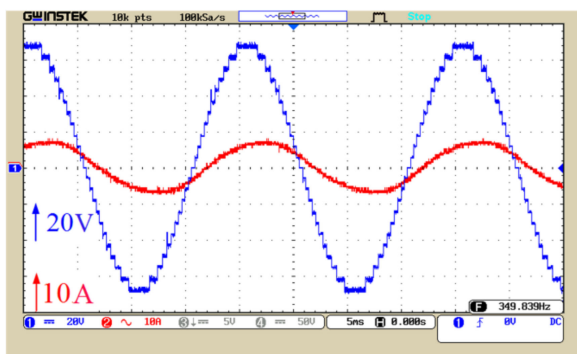 GWINSTEK 10k pts 100kSa/s Stop
1
20V
10A
F 349.839Hz
1 20V 2 10A 3 5V 4 50V 5ms H 0.000s 1 0V DC